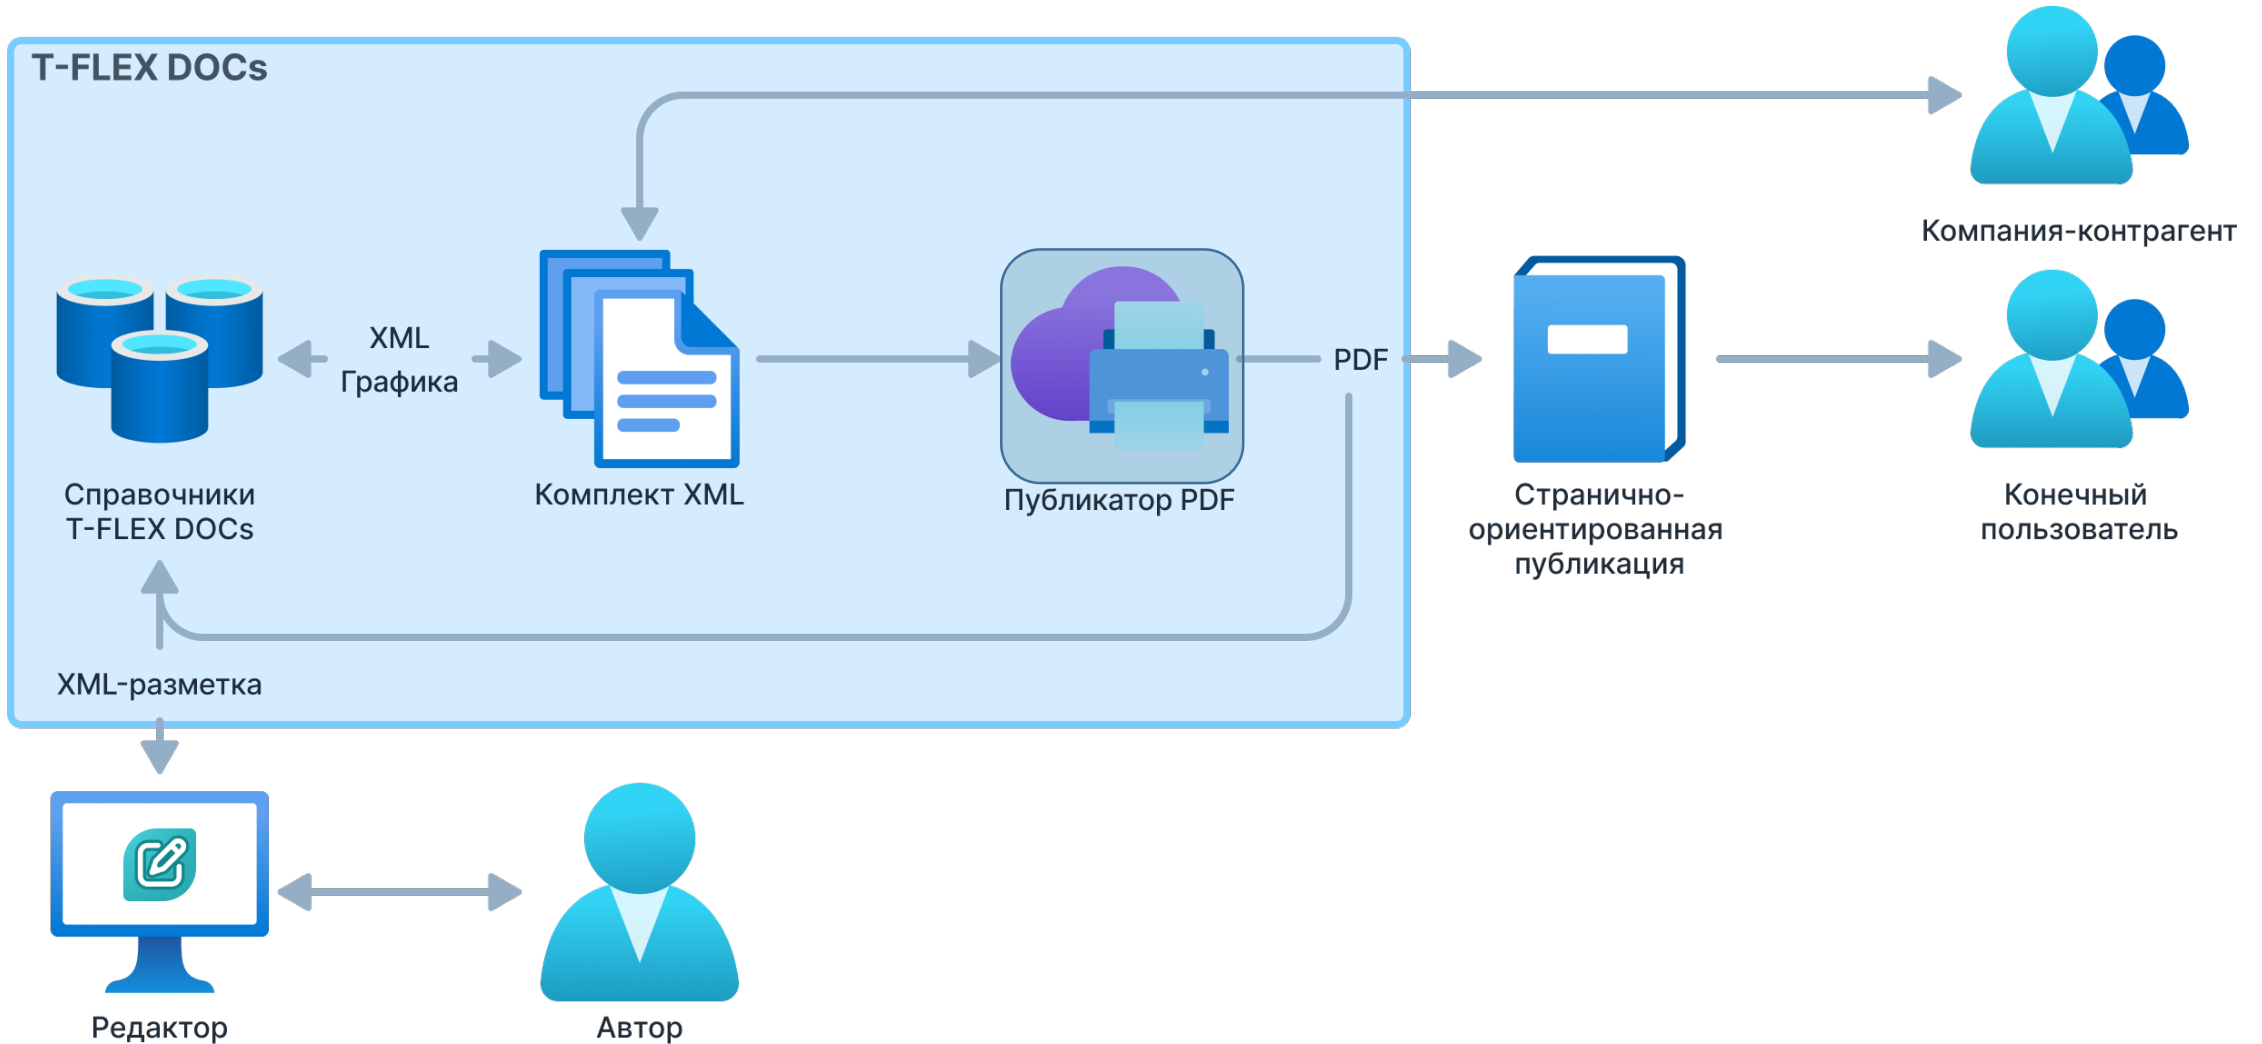 T-FLEX DOCs
Компания-контрагент
XML
Графика
PDF
Справочники
T-FLEX DOCs
Комплект XML
Публикатор PDF
Странично-
ориентированная
публикация
Конечный
пользователь
XML-разметка
Редактор
Автор